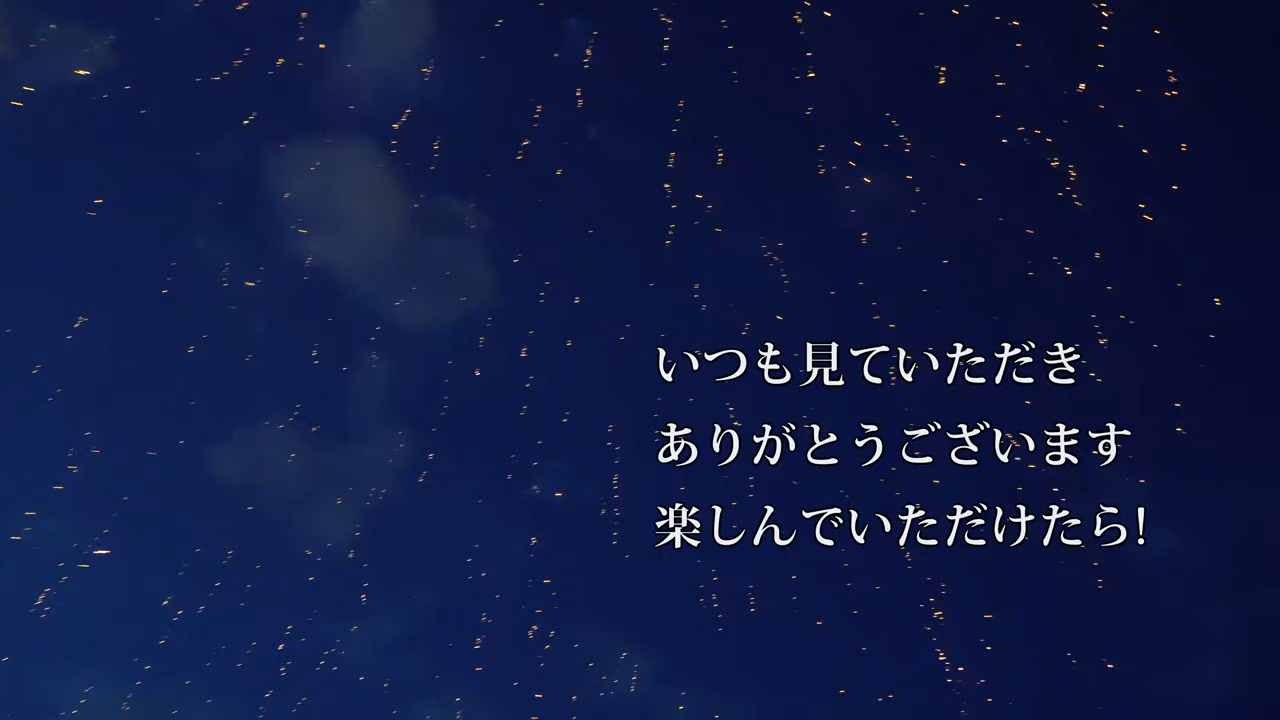 いつも見ていただき
ありがとうございます
楽しんでいただけたら!